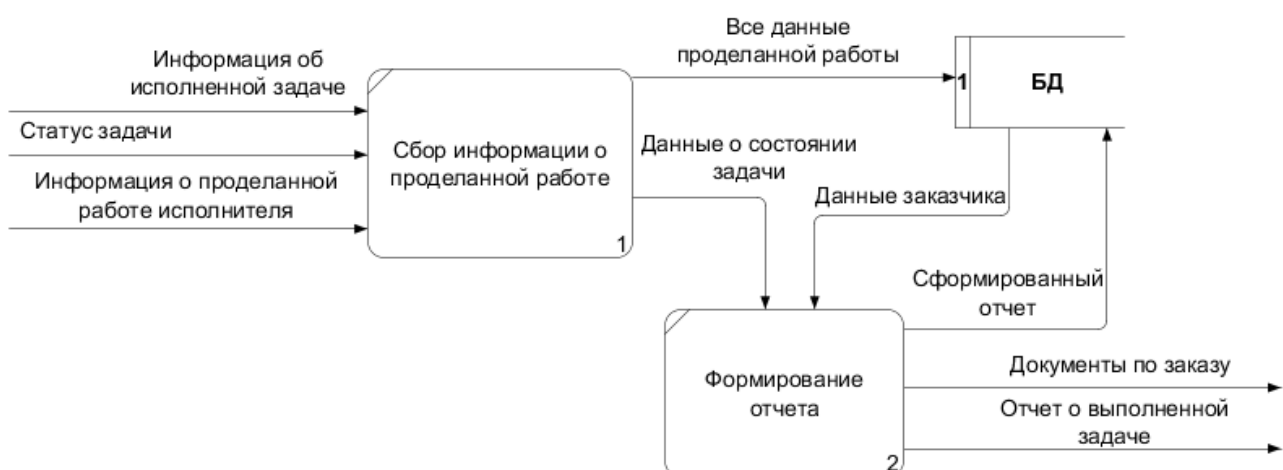 Все данные
проделанной работы
Информация об
исполненной задаче
1
БД
Статус задачи
Сбор информации о
проделанной работе
Данные о состоянии
задачи
Информация о проделанной
работе исполнителя
Данные заказчика
1
Сформированный
отчет
Формирование
отчета
Документы по заказу
Отчет о выполненной
задаче
2